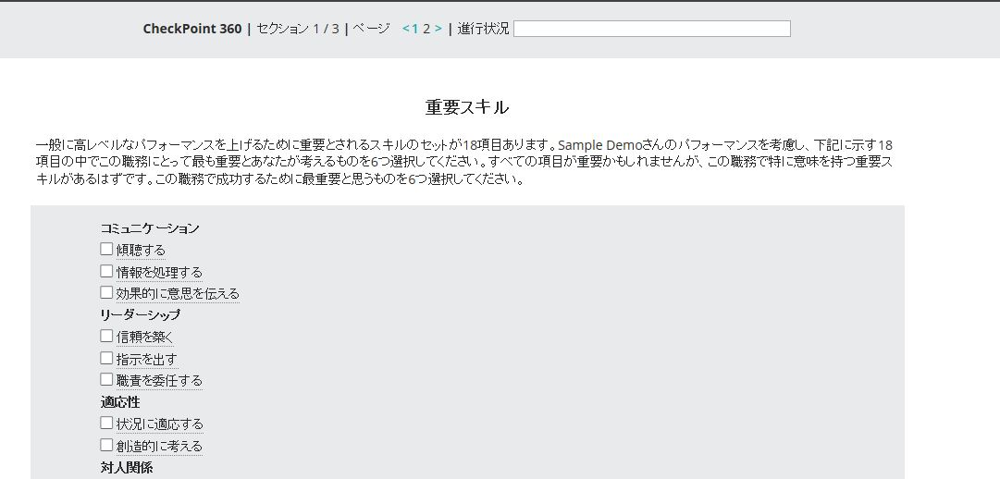 CheckPoint 360 | セクション 1 / 3 | ページ <1 2 > | 進行状況
重要スキル
一般に高レベルなパフォーマンスを上げるために重要とされるスキルのセットが18項目あります。Sample Demoさんのパフォーマンスを考慮し、下記に示す18
項目の中でこの職務にとって最も重要とあなたが考えるものを6つ選択してください。すべての項目が重要かもしれませんが、この職務で特に意味を持つ重要ス
キルがあるはずです。この職務で成功するために最重要と思うものを6つ選択してください。
コミュニケーション
傾聴する
情報を処理する
効果的に意思を伝える
リーダーシップ
信頼を築く
指示を出す
職責を委任する
適応性
状況に適応する
創造的に考える
対人関係